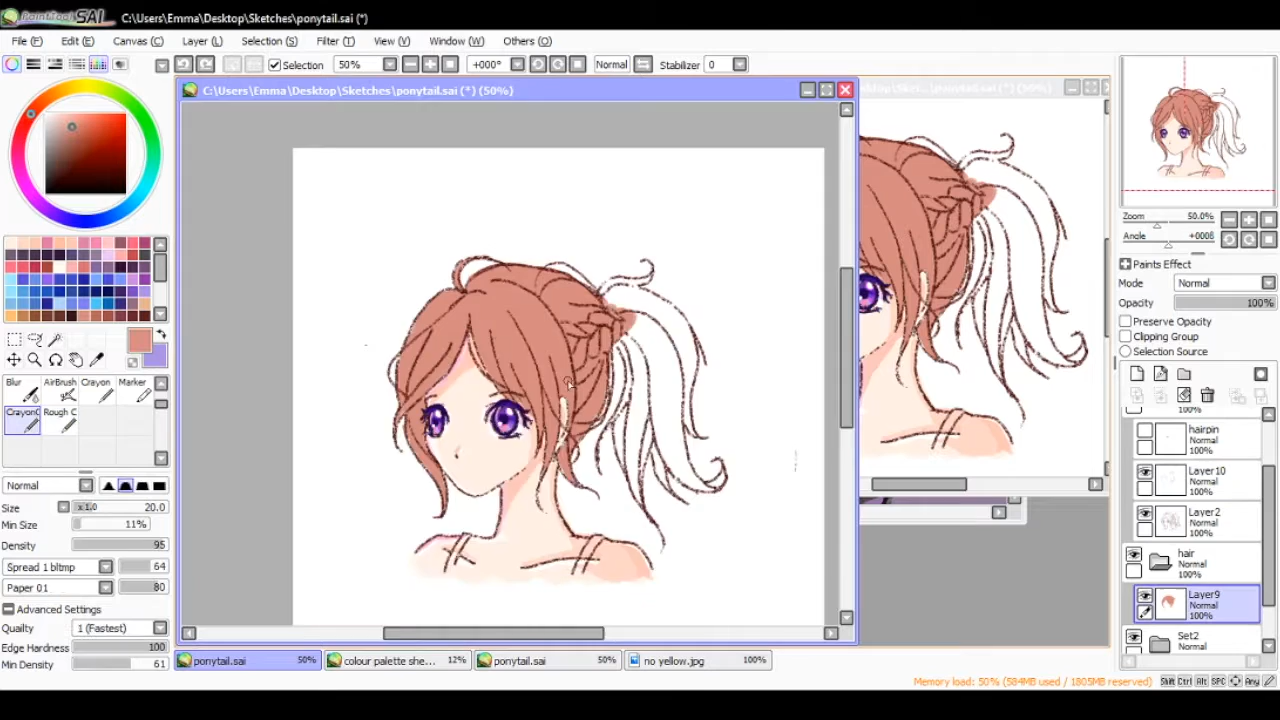 PaintTool SAI C:\Users\Emma\Desktop\Sketches\ponytail.sai (*)
File (F) Edit (E) Canvas (C) Layer (L) Selection (S) Filter (T) View (V) Window (W) Others (O)
Selection 50% +000° Normal Stabilizer 0
C:\Users\Emma\Desktop\Sketches\ponytail.sai (*) (50%)
Zoom 50.0%
Angle +000θ
Paints Effect
Mode Normal
Opacity 100%
Preserve Opacity
Clipping Group
Selection Source
Blur AirBrush Crayon Marker
Rough C
100%
hairpin
Normal
100%
Layer10
Normal
100%
Layer2
Normal
100%
hair
Normal
100%
Layer9
Normal
100%
Set2
Normal
Normal
Size x1.0 20.0
Min Size 11%
Density 95
Spread 1 bltmp 64
Paper 01 80
Advanced Settings
Quailty 1 (Fastest)
Edge Hardness 100
Min Density 61
ponytail.sai 50% colour palette she... 12% ponytail.sai 50% no yellow.jpg 100%
Memory load: 50% (584MB used / 1805MB reserved) Shift Ctrl Alt SPC Any